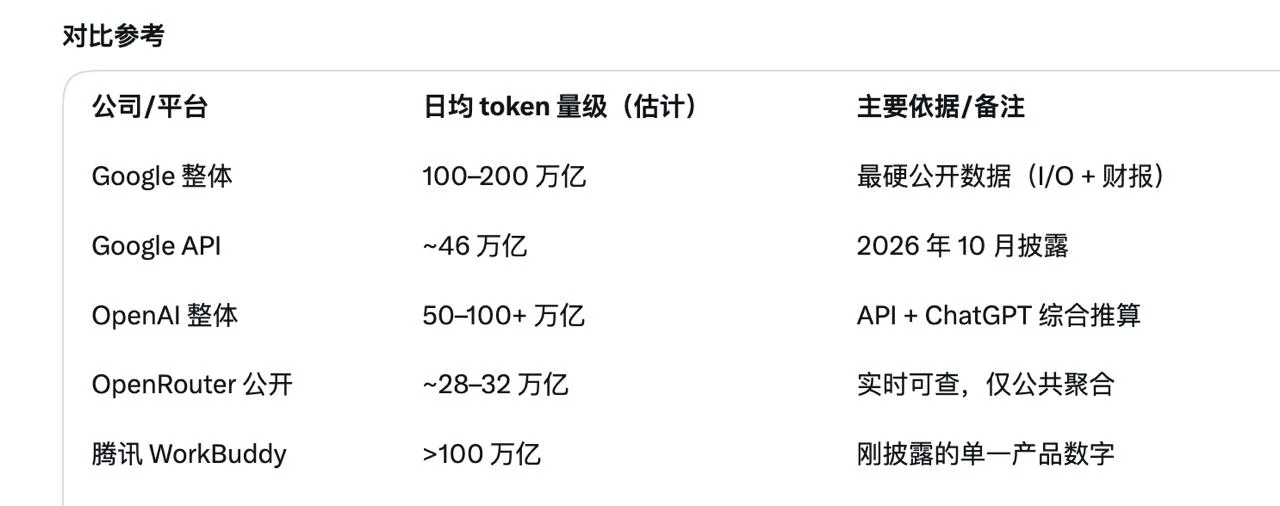 对比参考
公司/平台 日均 token 量级（估计） 主要依据/备注
Google 整体 100–200 万亿 最硬公开数据（I/O + 财报）
Google API ~46 万亿 2026 年 10 月披露
OpenAI 整体 50–100+ 万亿 API + ChatGPT 综合推算
OpenRouter 公开 ~28–32 万亿 实时可查，仅公共聚合
腾讯 WorkBuddy >100 万亿 刚披露的单一产品数字